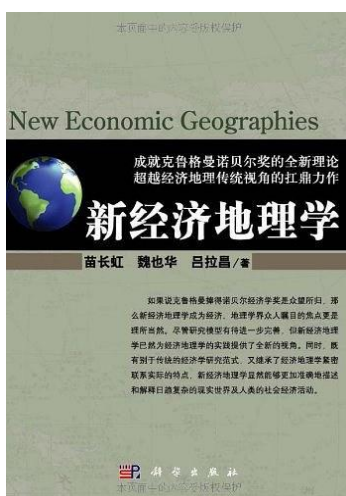 本页面中的内容受版权保护
New Economic Geographies
成就克鲁格曼诺贝尔奖的全新理论
超越经济地理传统视角的扛鼎力作
新经济地理学
苗长虹 魏也华 吕拉昌/著
如果说克鲁格曼获得诺贝尔经济学奖是众望所归，那
么新经济地理学成为经济、地理学界众人瞩目的焦点更是
理所当然。尽管研究模型有待进一步完善，但新经济地理
学已然为经济地理学的实践提供了全新的视角。同时，既
有别于传统的经济学研究范式，又继承了经济地理学紧密
联系实际的特点，新经济地理学显然能够更加准确地描述
和解释日趋复杂的现实世界及人类的社会经济活动。
科学出版社
本页面中的内容受版权保护